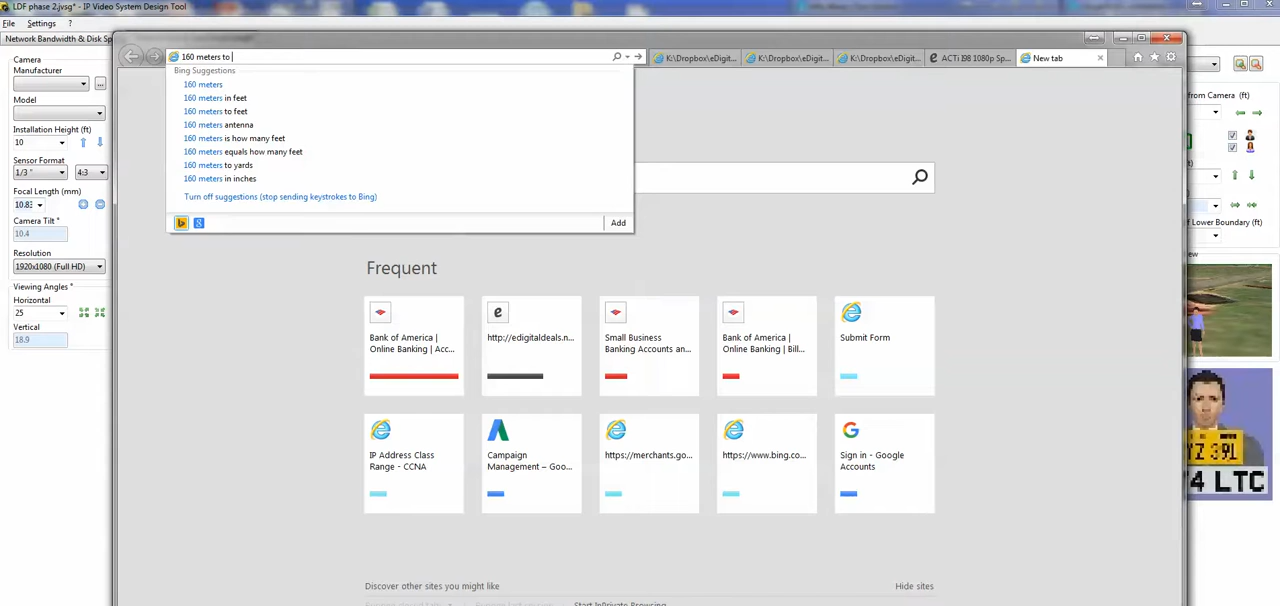 LDF phase 2.jvsg* - IP Video System Design Tool
File Settings ?
Network Bandwidth & Disk Sp
160 meters to
K:\Dropbox\eDigit...
K:\Dropbox\eDigit...
K:\Dropbox\eDigit...
ACTi I98 1080p Sp...
New tab
Bing Suggestions
160 meters
160 meters in feet
160 meters to feet
160 meters antenna
160 meters is how many feet
160 meters equals how many feet
160 meters to yards
160 meters in inches
Turn off suggestions (stop sending keystrokes to Bing)
Add
Camera
Manufacturer
...
Model
Installation Height (ft)
10
Sensor Format
1/3 " 4:3
Focal Length (mm)
10.83
Camera Tilt °
10.4
Resolution
1920x1080 (Full HD)
Viewing Angles °
Horizontal
25
Vertical
18.9
from Camera (ft)
of Lower Boundary (ft)
Frequent
Bank of America |
Online Banking | Acc...
http://edigitaldeals.n...
Small Business
Banking Accounts an...
Bank of America |
Online Banking | Bill...
Submit Form
IP Address Class
Range - CCNA
Campaign
Management – Goo...
https://merchants.go...
https://www.bing.co...
Sign in - Google
Accounts
YZ 39L
4 LTC
Discover other sites you might like
Hide sites
Start InPrivate Browsing